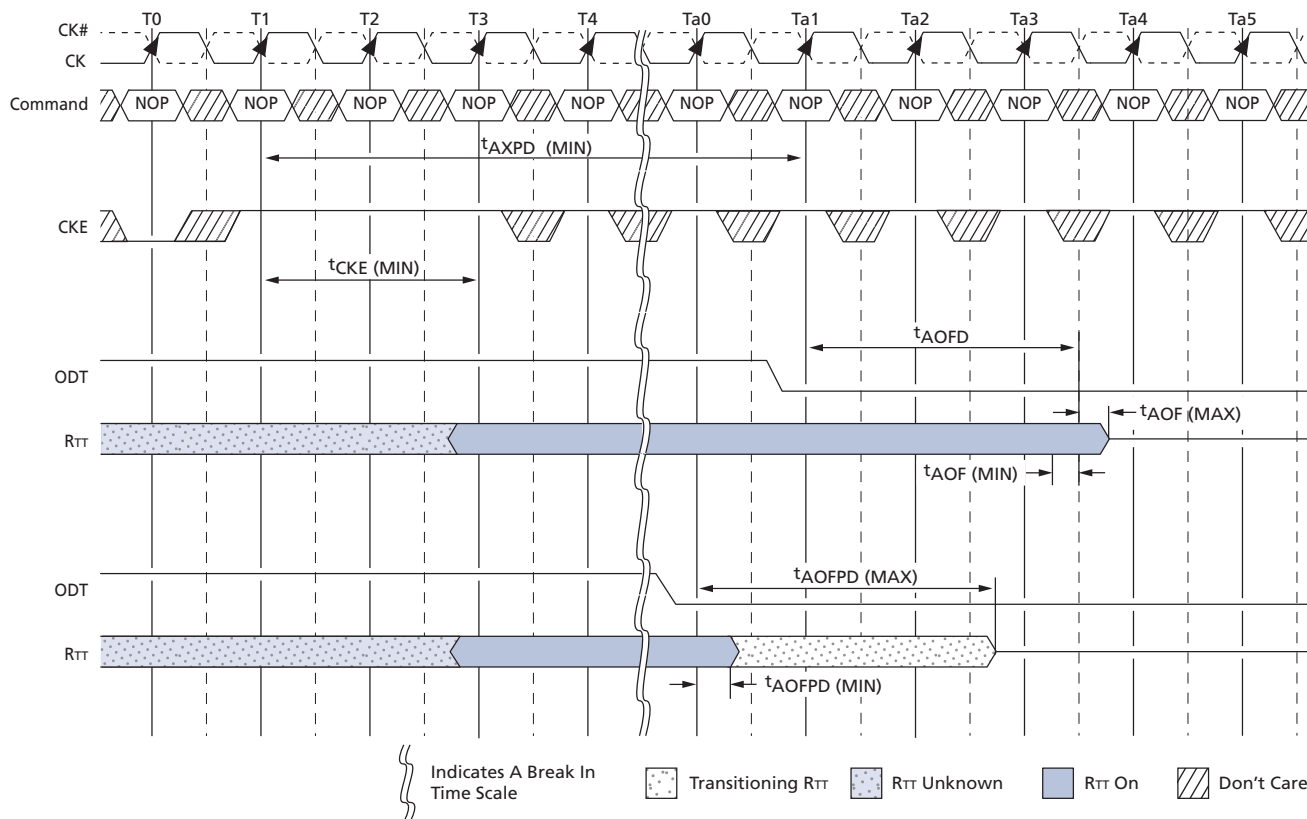 T0 T1 T2 T3 T4 Ta0 Ta1 Ta2 Ta3 Ta4 Ta5
CK#
CK
Command NOP NOP NOP NOP NOP NOP NOP NOP NOP NOP NOP
tAXPD (MIN)
CKE
tCKE (MIN)
tAOFD
ODT
tAOF (MAX)
RTT
tAOF (MIN)
tAOFPD (MAX)
ODT
RTT
tAOFPD (MIN)
Indicates A Break In
Time Scale
Transitioning RTT
RTT Unknown
RTT On
Don't Care